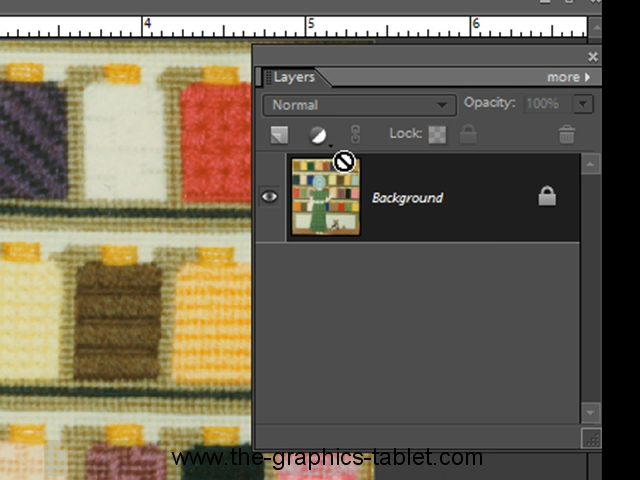 4 5 6
Layers more
Normal Opacity: 100%
Lock:
Background
www.the-graphics-tablet.com